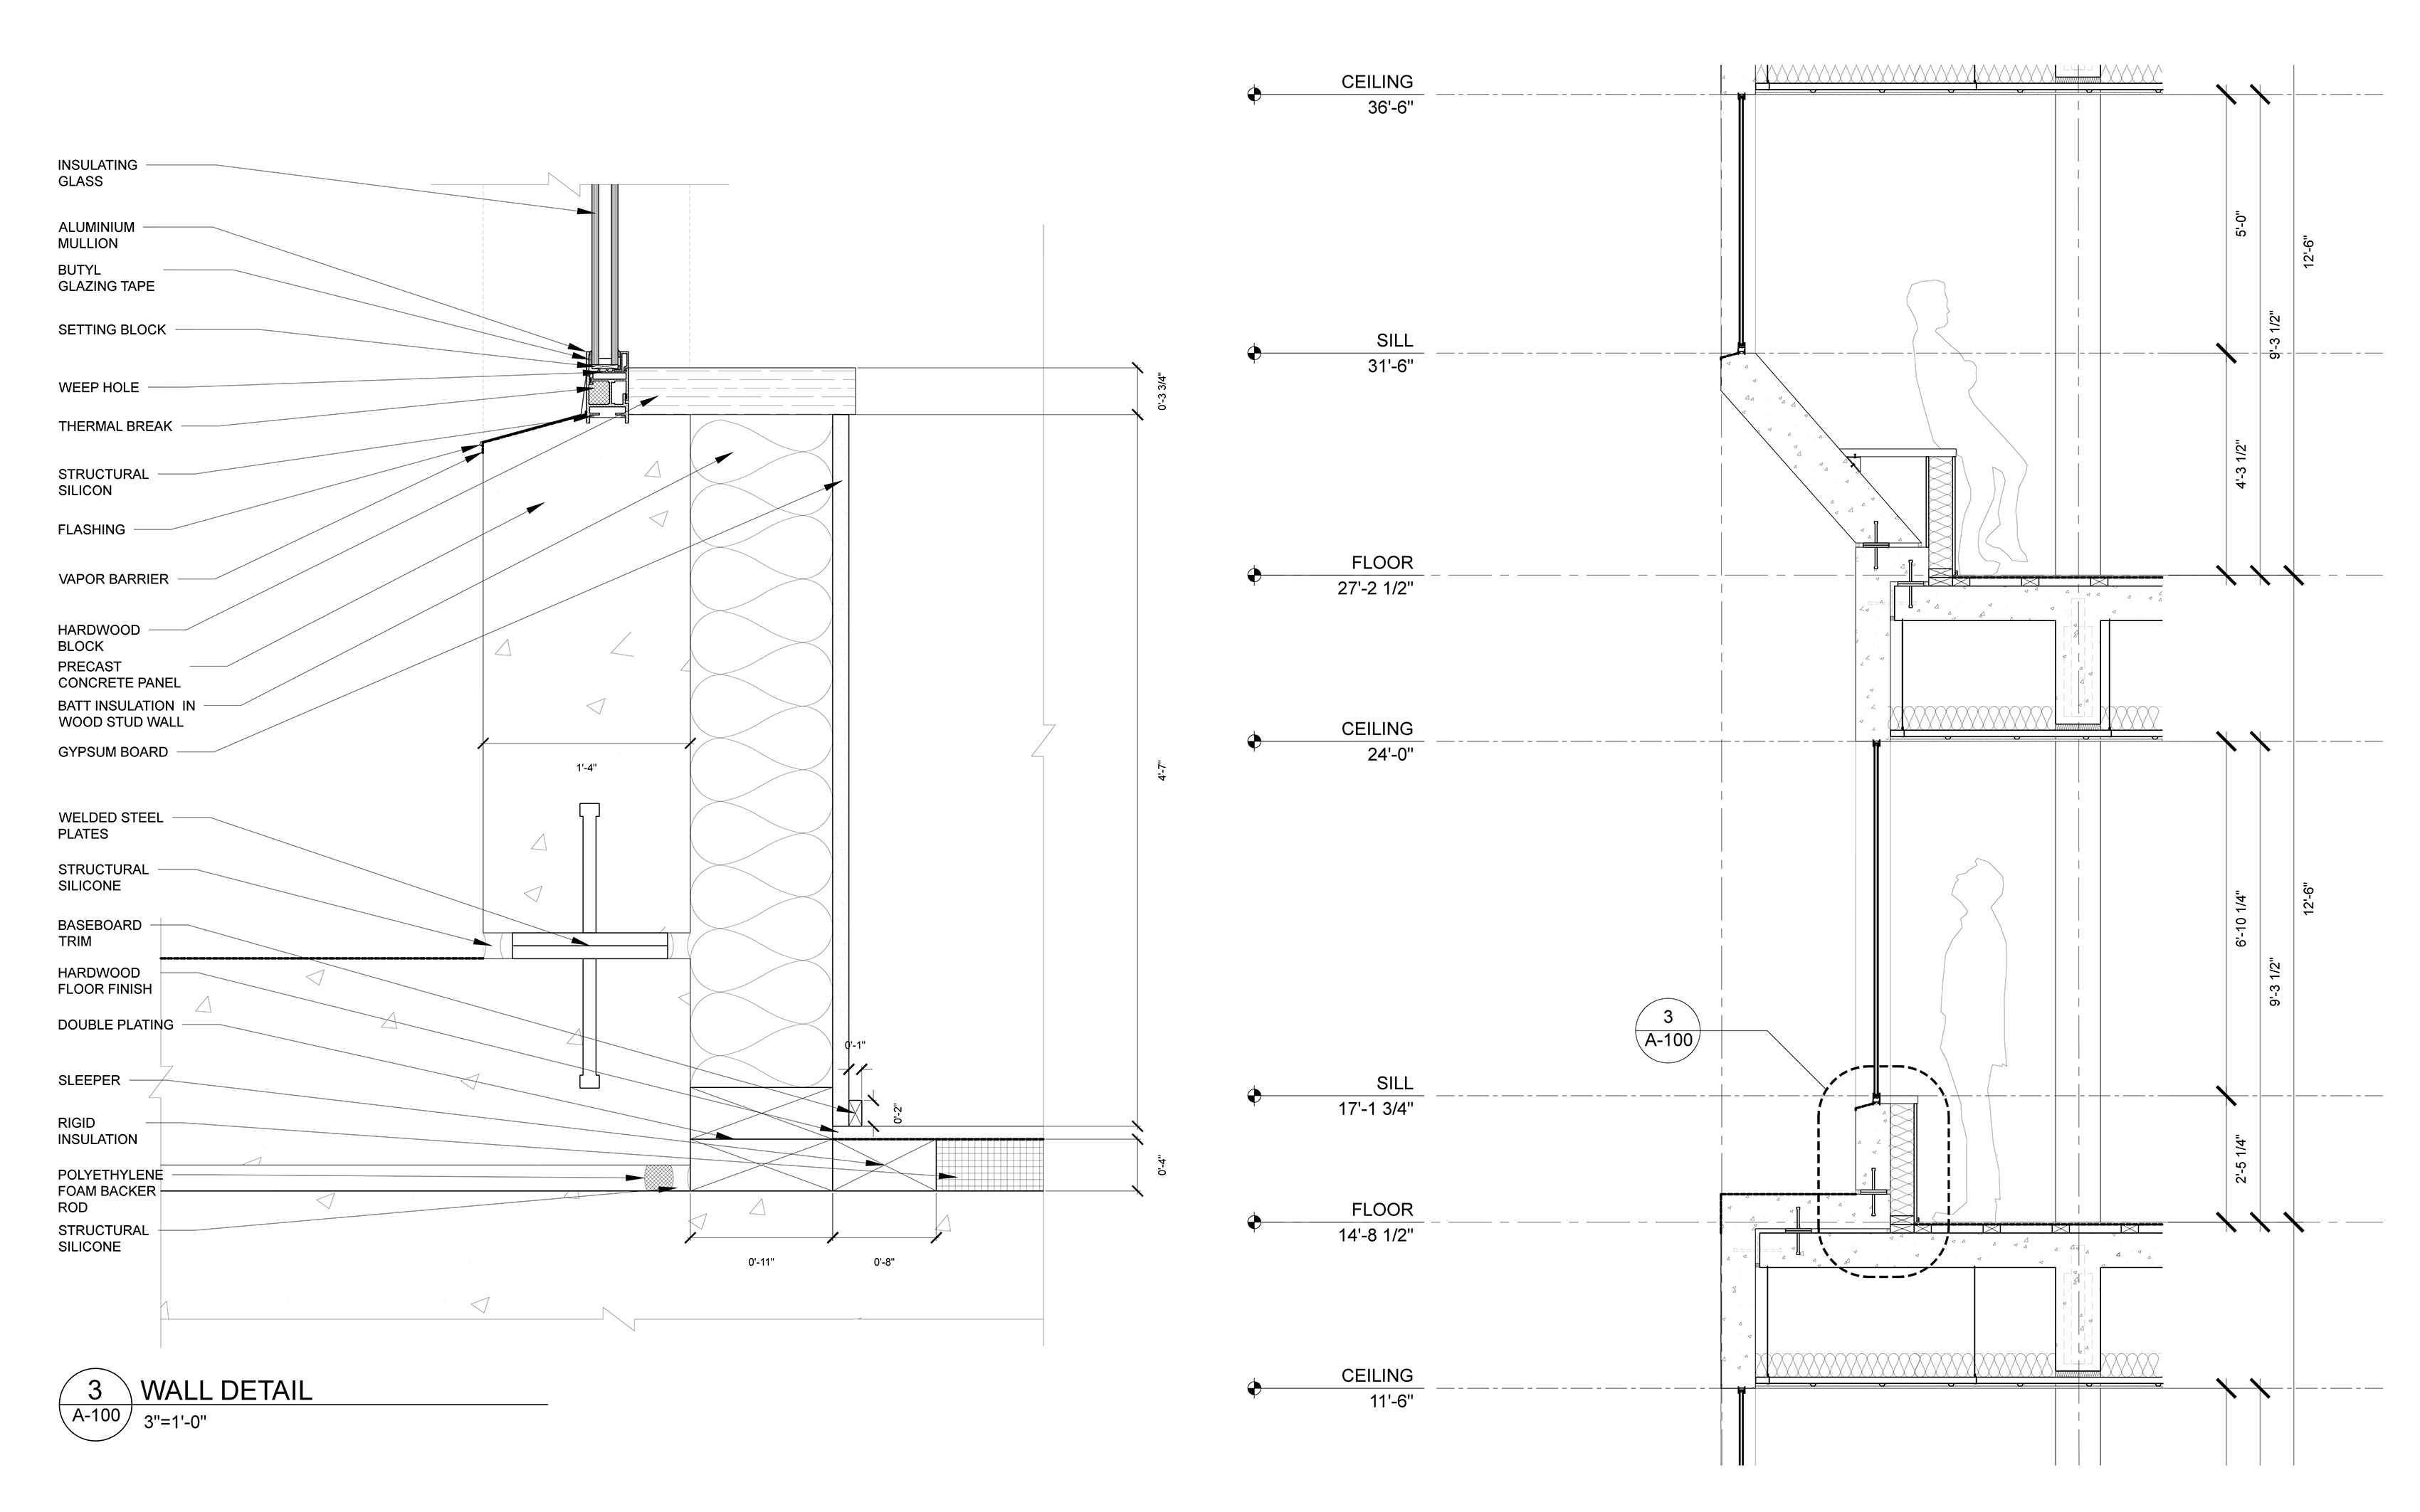 INSULATING
GLASS
ALUMINIUM
MULLION
BUTYL
GLAZING TAPE
SETTING BLOCK
WEEP HOLE
THERMAL BREAK
STRUCTURAL
SILICON
FLASHING
VAPOR BARRIER
HARDWOOD
BLOCK
PRECAST
CONCRETE PANEL
BATT INSULATION IN
WOOD STUD WALL
GYPSUM BOARD
WELDED STEEL
PLATES
STRUCTURAL
SILICONE
BASEBOARD
TRIM
HARDWOOD
FLOOR FINISH
DOUBLE PLATING
SLEEPER
RIGID
INSULATION
POLYETHYLENE
FOAM BACKER
ROD
STRUCTURAL
SILICONE
0'-3 3/4"
4'-7"
1'-4"
0'-1"
0'-2"
0'-4"
0'-11"
0'-8"
3
A-100
WALL DETAIL
3"=1'-0"
CEILING
36'-6"
SILL
31'-6"
FLOOR
27'-2 1/2"
CEILING
24'-0"
SILL
17'-1 3/4"
FLOOR
14'-8 1/2"
CEILING
11'-6"
3
A-100
5'-0"
12'-6"
9'-3 1/2"
4'-3 1/2"
6'-10 1/4"
12'-6"
9'-3 1/2"
2'-5 1/4"